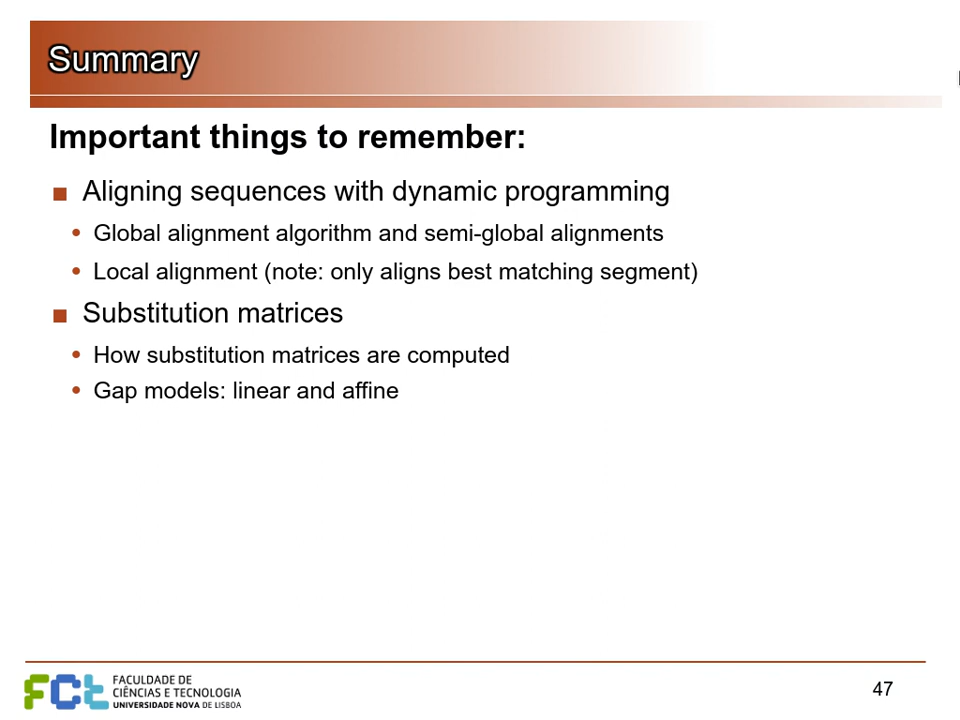 Summary
Important things to remember:
Aligning sequences with dynamic programming
Global alignment algorithm and semi-global alignments
Local alignment (note: only aligns best matching segment)
Substitution matrices
How substitution matrices are computed
Gap models: linear and affine
FCt
FACULDADE DE
CIÊNCIAS E TECNOLOGIA
UNIVERSIDADE NOVA DE LISBOA
47